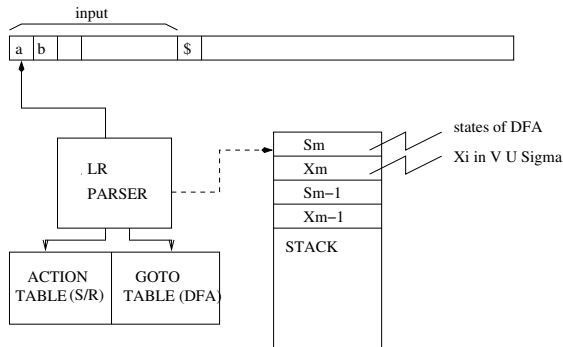 input
a b $
states of DFA
Sm
Xi in V U Sigma
Xm
LR
PARSER
Sm−1
Xm−1
STACK
ACTION
TABLE(S/R)
GOTO
TABLE (DFA)